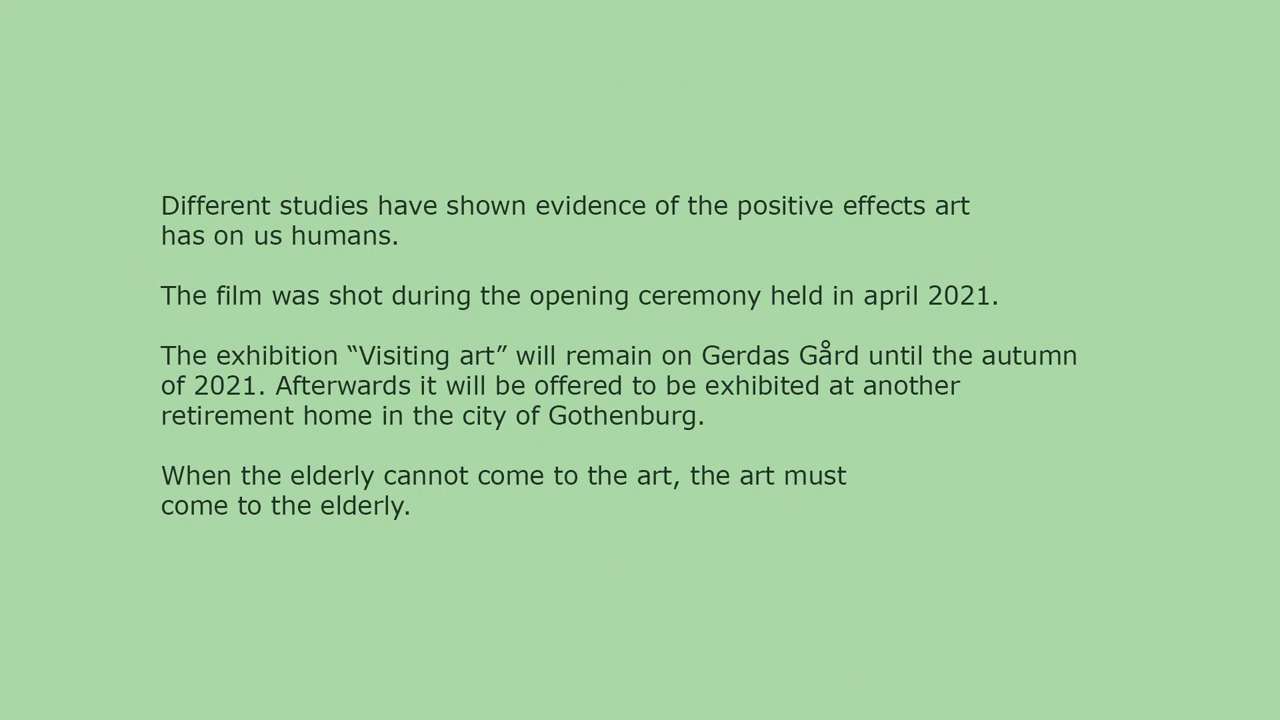 Different studies have shown evidence of the positive effects art
has on us humans.
The film was shot during the opening ceremony held in april 2021.
The exhibition “Visiting art” will remain on Gerdas Gård until the autumn
of 2021. Afterwards it will be offered to be exhibited at another
retirement home in the city of Gothenburg.
When the elderly cannot come to the art, the art must
come to the elderly.